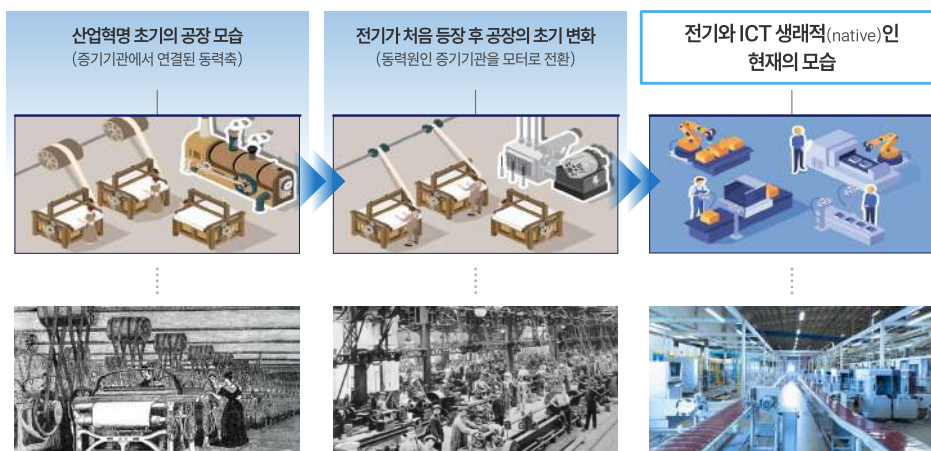 산업혁명 초기의 공장 모습
(증기기관에서 연결된 동력축)
전기가 처음 등장 후 공장의 초기 변화
(동력원인 증기기관을 모터로 전환)
전기와 ICT 생래적(native)인
현재의 모습